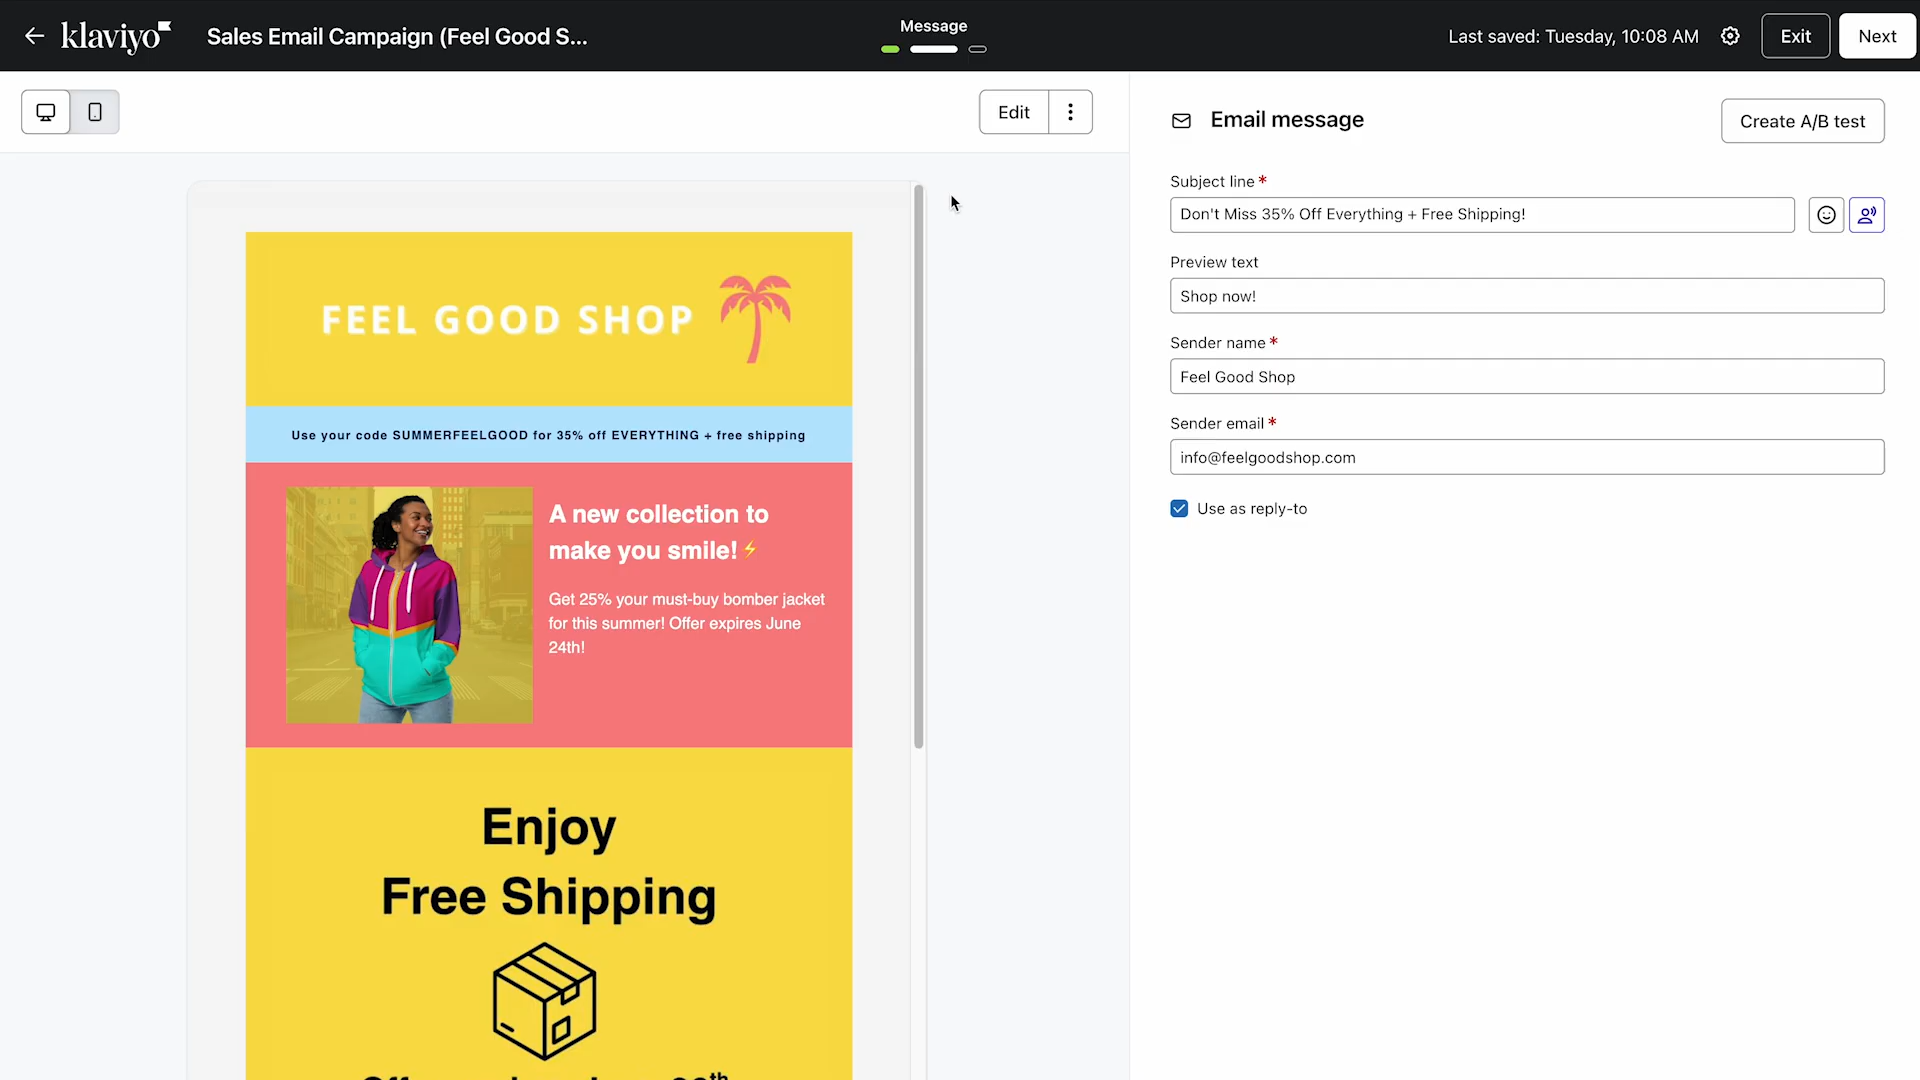 klaviyo
Sales Email Campaign (Feel Good S...
Message
Last saved: Tuesday, 10:08 AM
Exit
Next
Edit
Email message
Create A/B test
Subject line *
Don't Miss 35% Off Everything + Free Shipping!
Preview text
Shop now!
Sender name *
Feel Good Shop
Sender email *
info@feelgoodshop.com
Use as reply-to
FEEL GOOD SHOP
Use your code SUMMERFEELGOOD for 35% off EVERYTHING + free shipping
A new collection to
make you smile!⚡
Get 25% your must-buy bomber jacket
for this summer! Offer expires June
24th!
Enjoy
Free Shipping